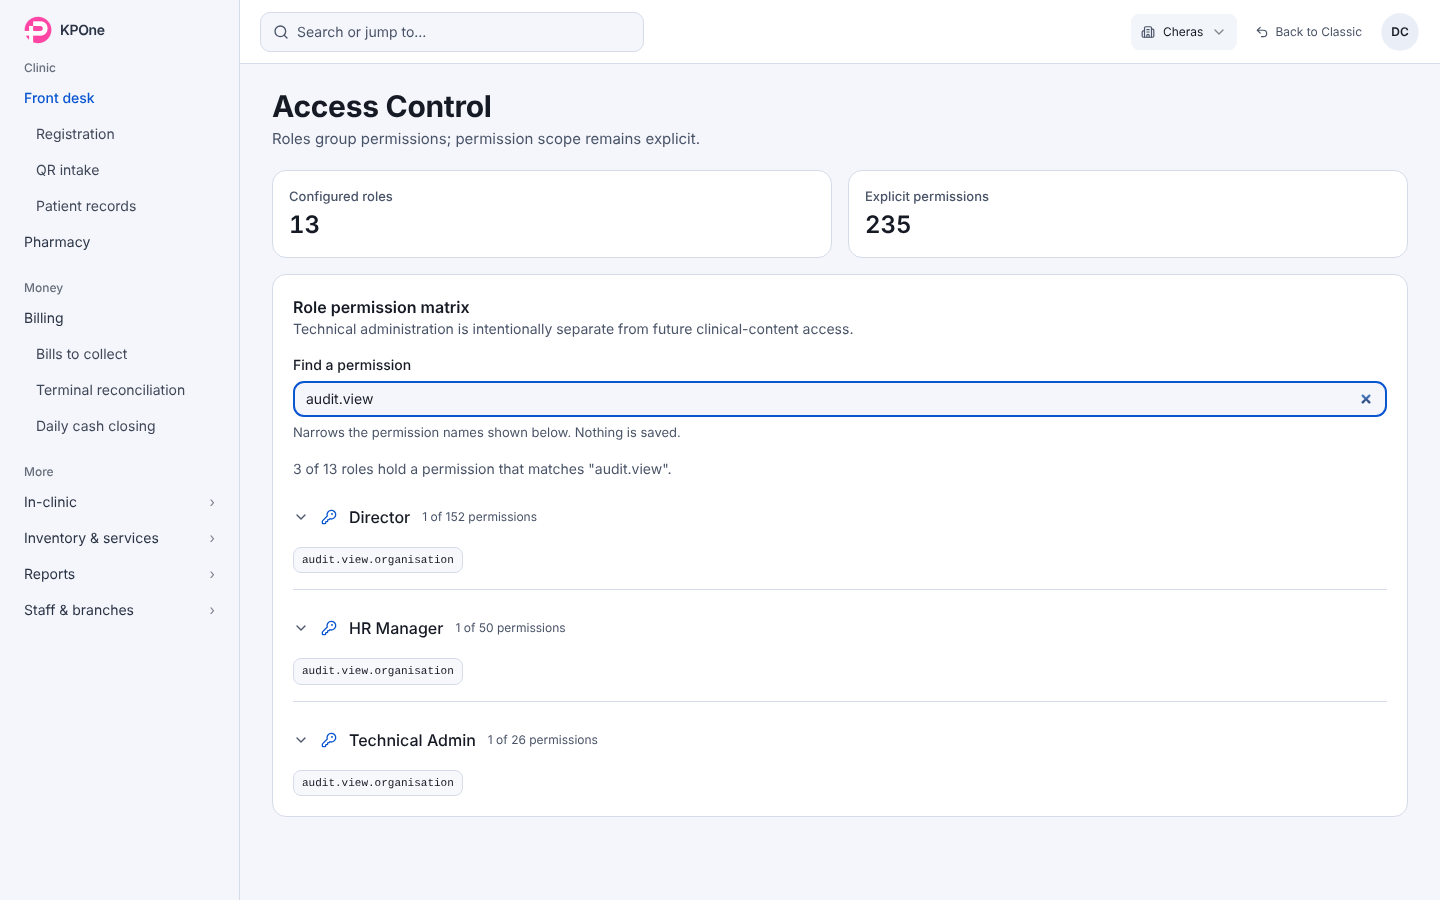 KPOne
Search or jump to...
Cheras
Back to Classic
DC
Clinic
Front desk
Registration
QR intake
Patient records
Pharmacy
Money
Billing
Bills to collect
Terminal reconciliation
Daily cash closing
More
In-clinic
Inventory & services
Reports
Staff & branches
Access Control
Roles group permissions; permission scope remains explicit.
Configured roles
13
Explicit permissions
235
Role permission matrix
Technical administration is intentionally separate from future clinical-content access.
Find a permission
audit.view
Narrows the permission names shown below. Nothing is saved.
3 of 13 roles hold a permission that matches "audit.view".
Director 1 of 152 permissions
audit.view.organisation
HR Manager 1 of 50 permissions
audit.view.organisation
Technical Admin 1 of 26 permissions
audit.view.organisation